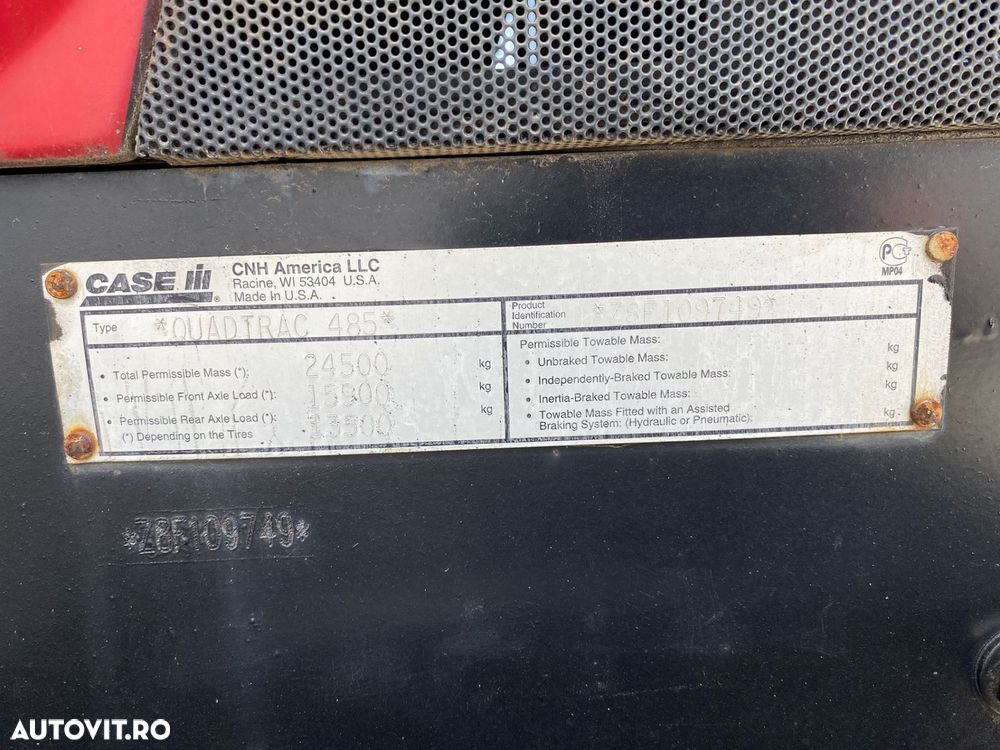 CASE IH
CNH America LLC
Racine, WI 53404 U.S.A.
Made in U.S.A.
PCT
MP04
Type *QUADTRAC 485*
Product Identification Number *Z8F109749*
• Total Permissible Mass (*): 24500 kg
• Permissible Front Axle Load (*): 15900 kg
• Permissible Rear Axle Load (*): 13500 kg
(*) Depending on the Tires
Permissible Towable Mass: kg
• Unbraked Towable Mass: kg
• Independently-Braked Towable Mass: kg
• Inertia-Braked Towable Mass:
• Towable Mass Fitted with an Assisted
Braking System: (Hydraulic or Pneumatic): kg
*Z8F109749*
AUTOVIT.RO